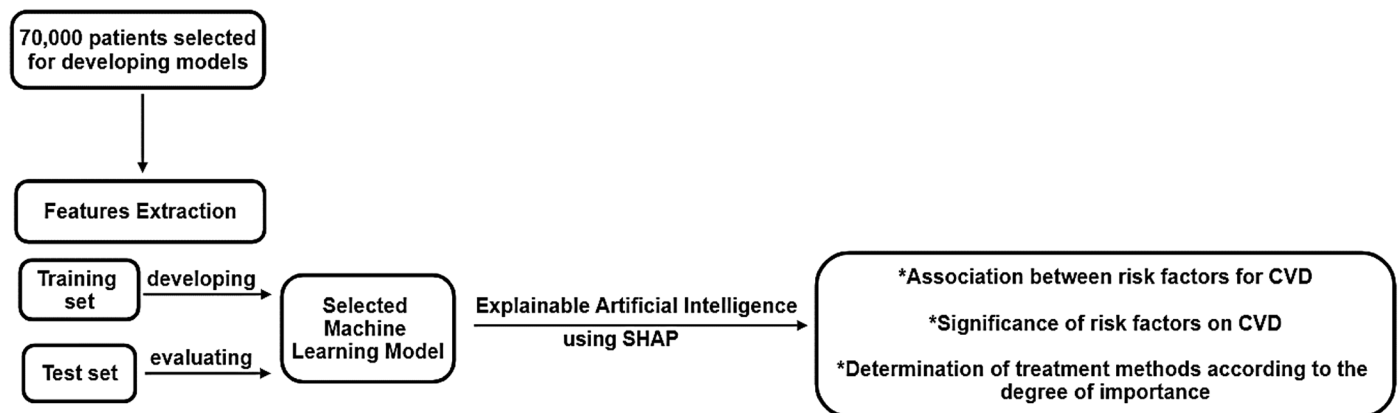 70,000 patients selected
for developing models
Features Extraction
Training
set
developing
Test set
evaluating
Selected
Machine
Learning Model
Explainable Artificial Intelligence
using SHAP
*Association between risk factors for CVD
*Significance of risk factors on CVD
*Determination of treatment methods according to the
degree of importance